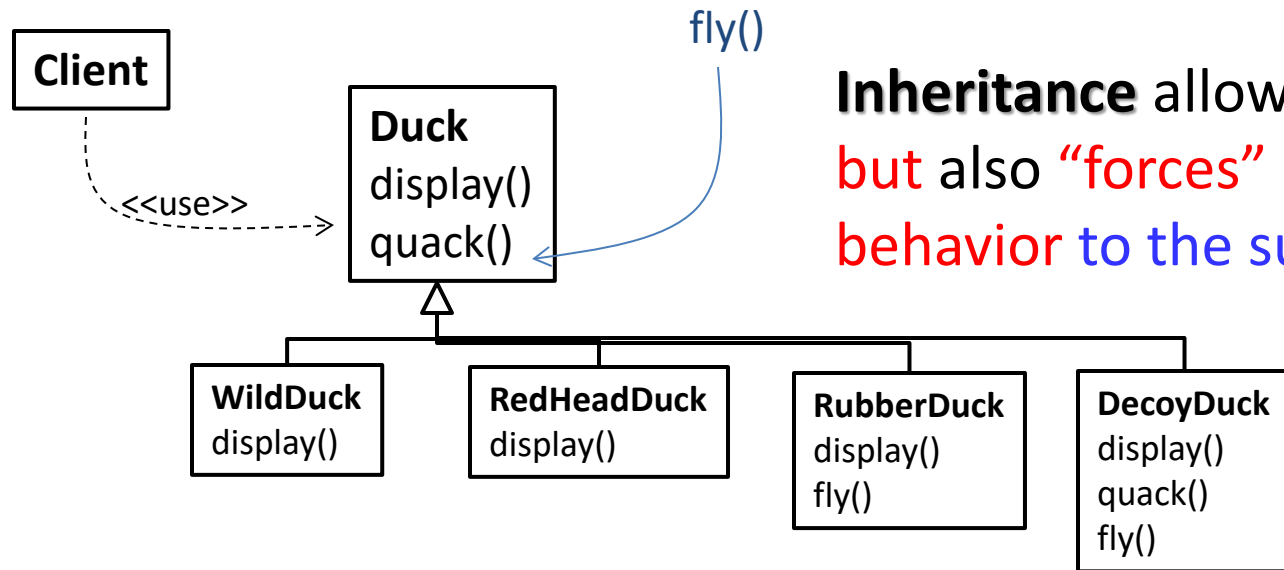 fly()
Client
<<use>>
Duck
display()
quack()
Inheritance allow
but also “forces”
behavior to the su
WildDuck
display()
RedHeadDuck
display()
RubberDuck
display()
fly()
DecoyDuck
display()
quack()
fly()